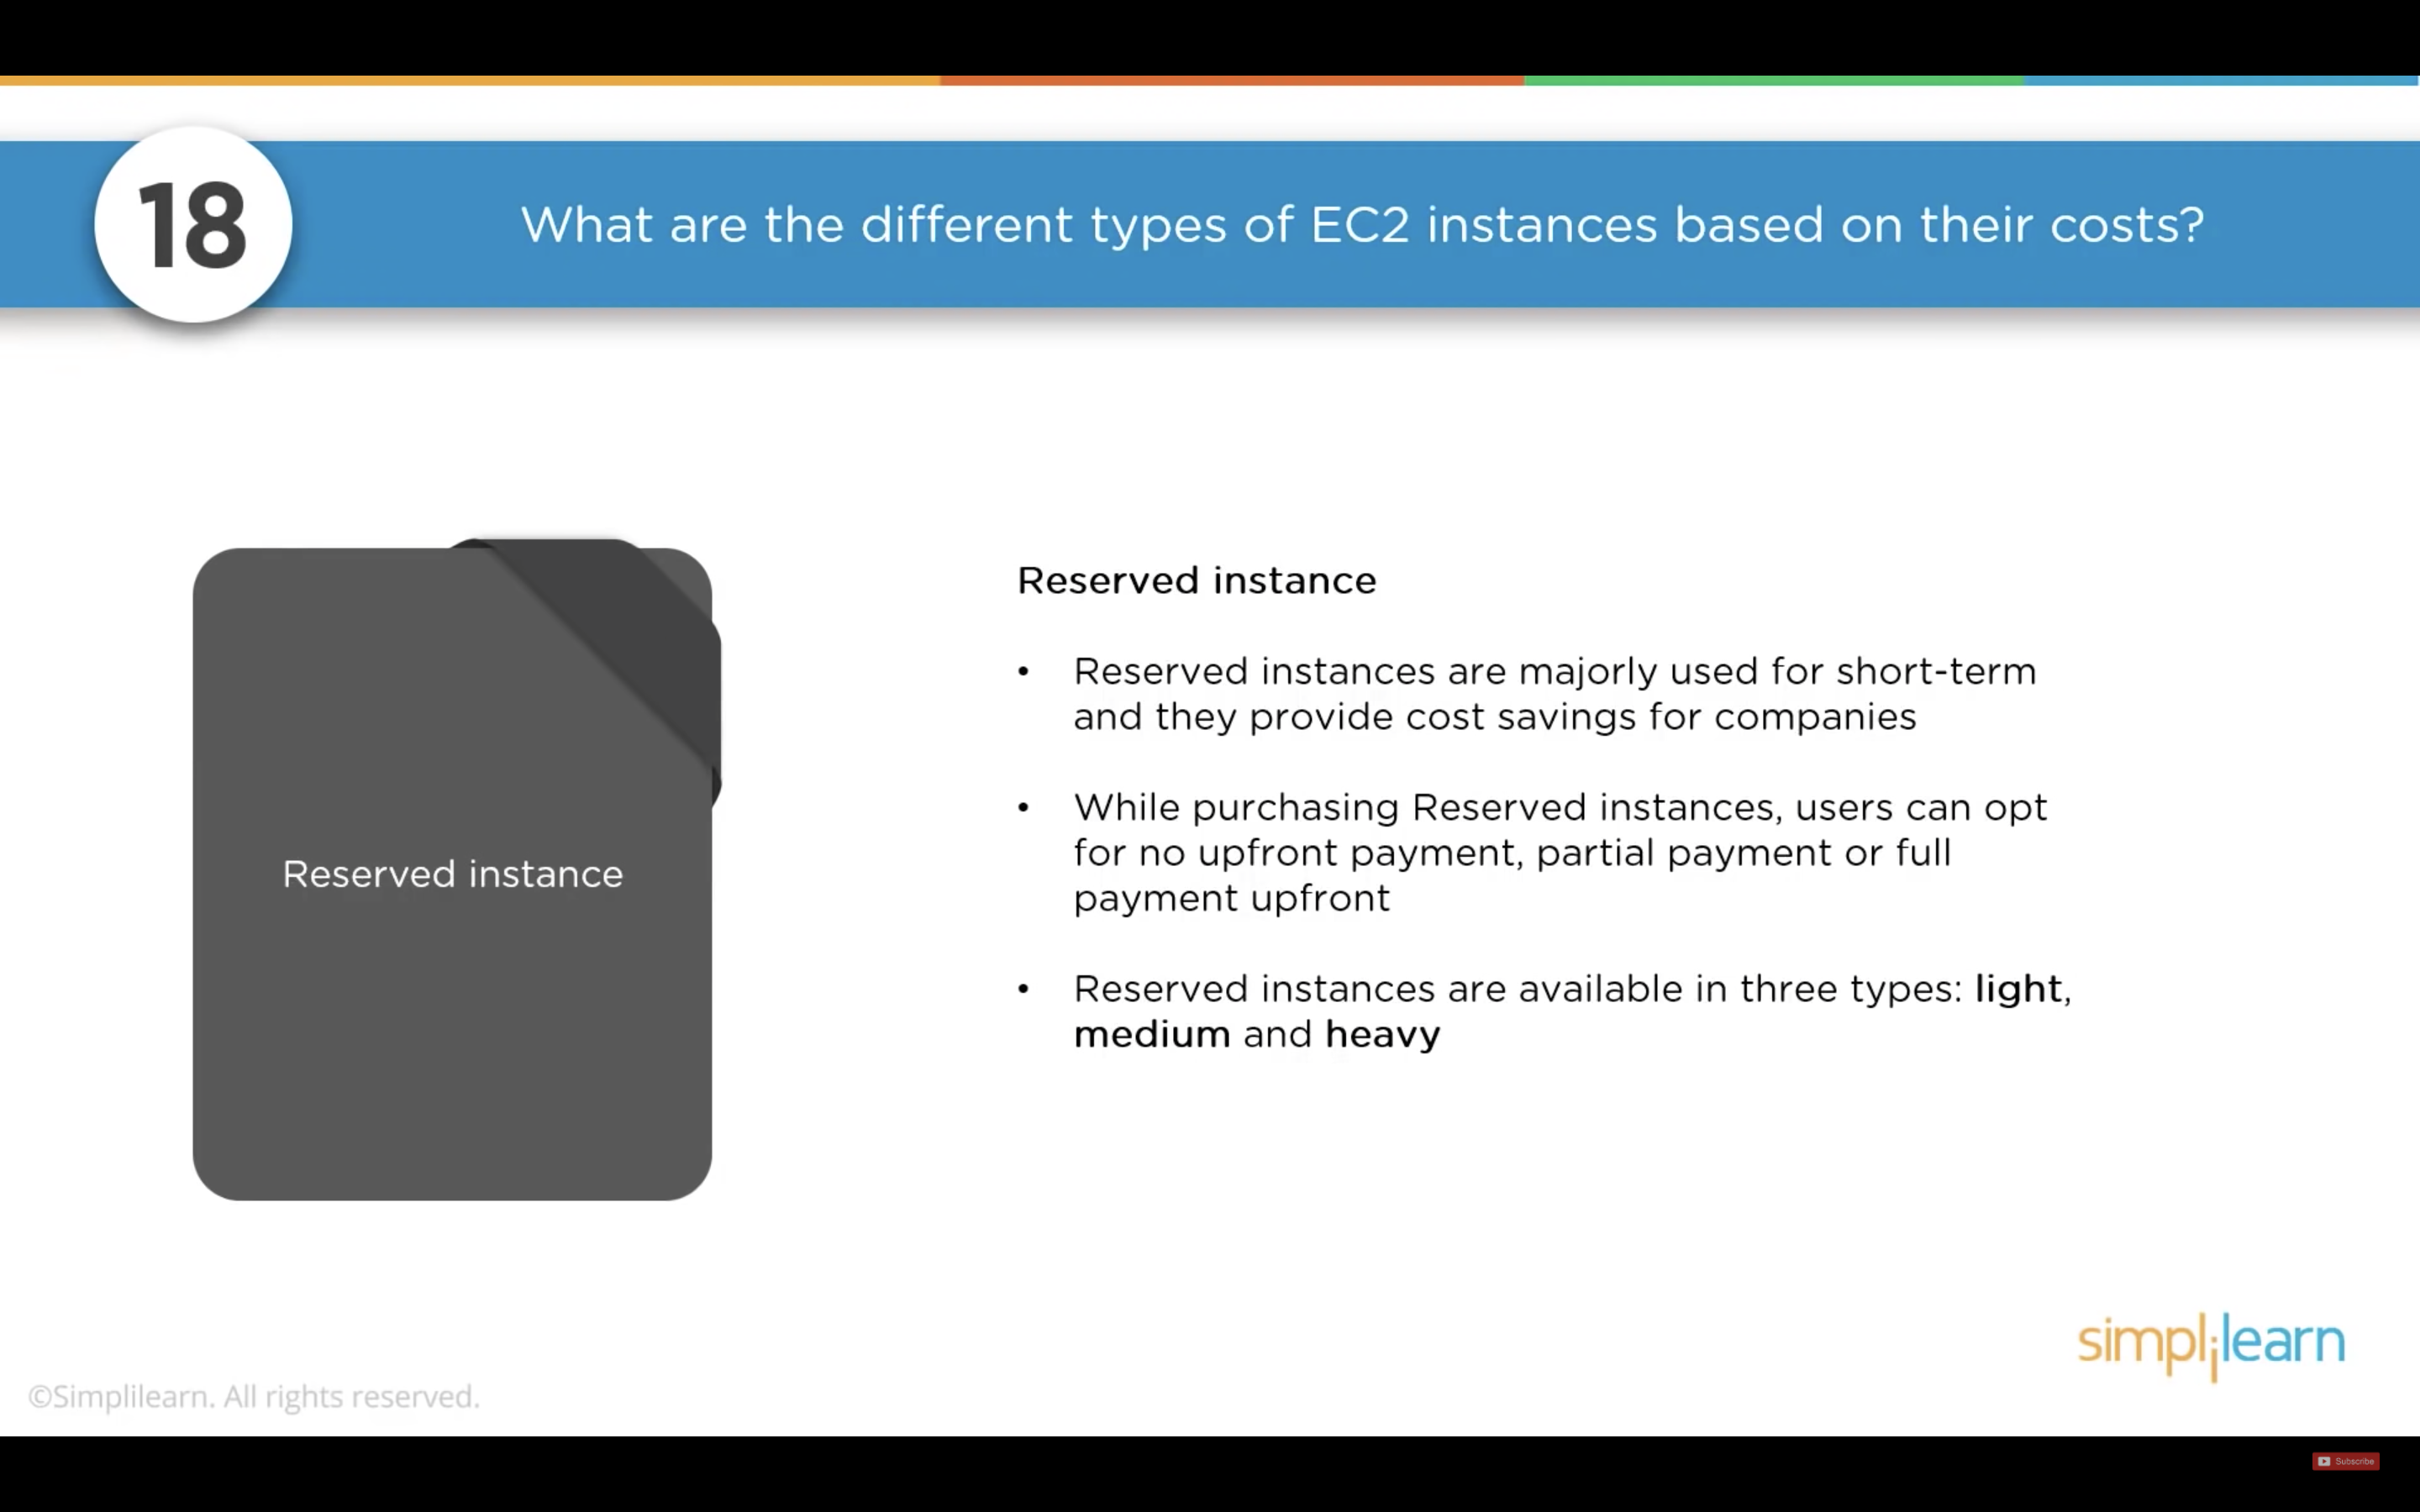 18
What are the different types of EC2 instances based on their costs?
Reserved instance
Reserved instance
• Reserved instances are majorly used for short-term
and they provide cost savings for companies
• While purchasing Reserved instances, users can opt
for no upfront payment, partial payment or full
payment upfront
• Reserved instances are available in three types: light,
medium and heavy
simplilearn
©Simplilearn. All rights reserved.
Subscribe